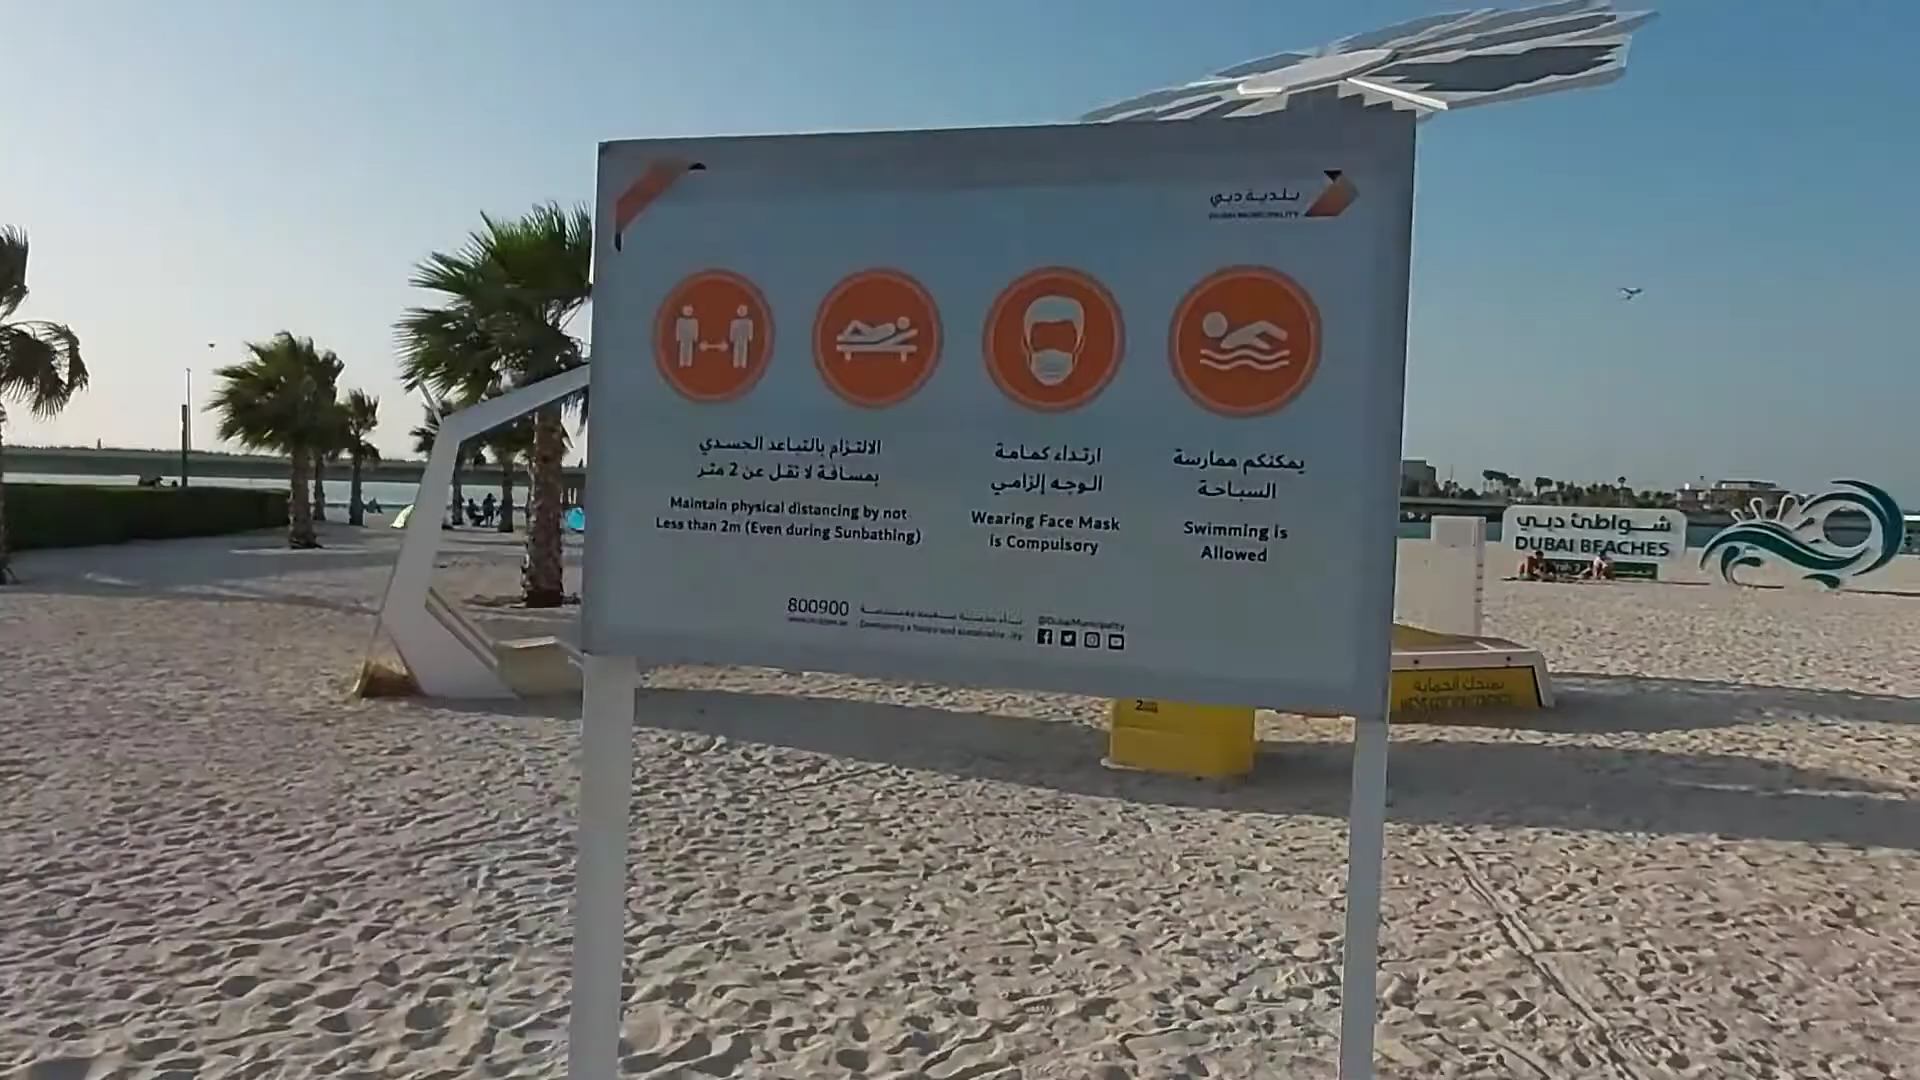 بلدية دبي
DUBAI MUNICIPALITY
الالتزام بالتباعد الجسدي
بمسافة لا تقل عن 2 متر
Maintain physical distancing by not
Less than 2m (Even during Sunbathing)
ارتداء كمامة
الوجه إلزامي
Wearing Face Mask
is Compulsory
يمكنكم ممارسة
السباحة
Swimming is
Allowed
800900
@DubaiMunicipality
شواطئ دبي
DUBAI BEACHES
2